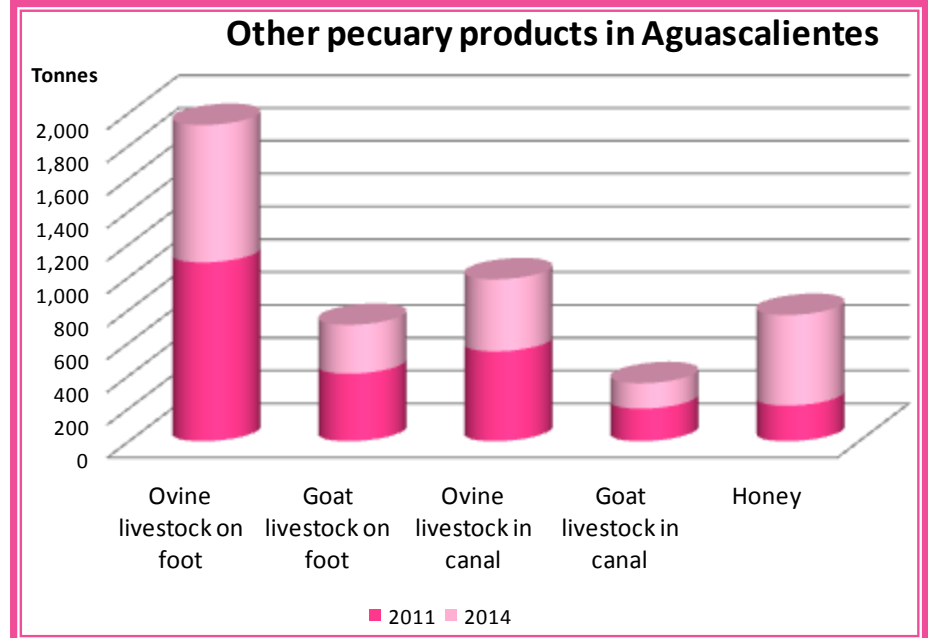 Other pecuary products in Aguascalientes
Tonnes
2,000
1,800
1,600
1,400
1,200
1,000
800
600
400
200
0
Ovine
livestock on
foot
Goat
livestock on
foot
Ovine
livestock in
canal
Goat
livestock in
canal
Honey
2011 2014